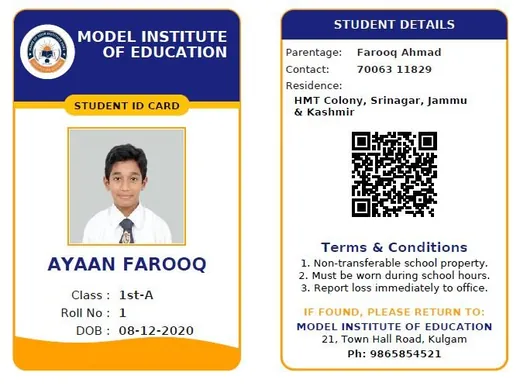 MODEL INSTITUTE
OF EDUCATION
STUDENT ID CARD
AYAAN FAROOQ
Class : 1st-A
Roll No : 1
DOB : 08-12-2020
STUDENT DETAILS
Parentage: Farooq Ahmad
Contact: 70063 11829
Residence:
HMT Colony, Srinagar, Jammu
& Kashmir
Terms & Conditions
1. Non-transferable school property.
2. Must be worn during school hours.
3. Report loss immediately to office.
IF FOUND, PLEASE RETURN TO:
MODEL INSTITUTE OF EDUCATION
21, Town Hall Road, Kulgam
Ph: 9865854521